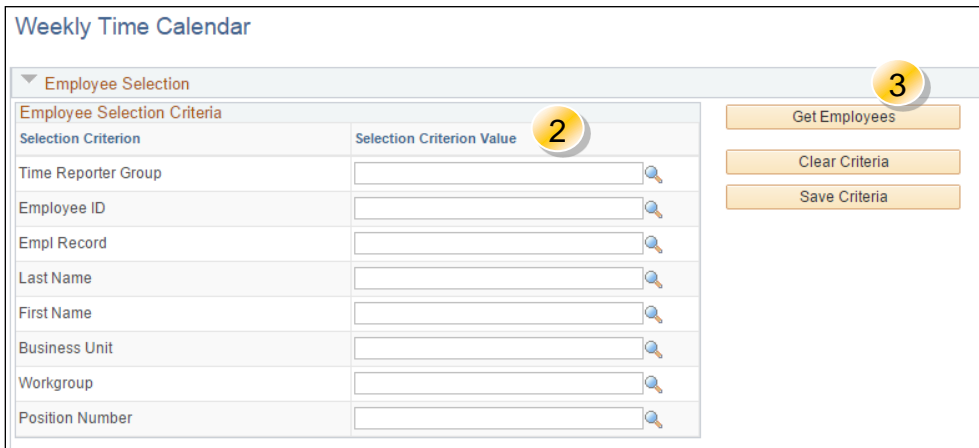 Weekly Time Calendar
Employee Selection
3
Employee Selection Criteria
Get Employees
Selection Criterion
Selection Criterion Value
2
Clear Criteria
Time Reporter Group
Save Criteria
Employee ID
Empl Record
Last Name
First Name
Business Unit
Workgroup
Position Number